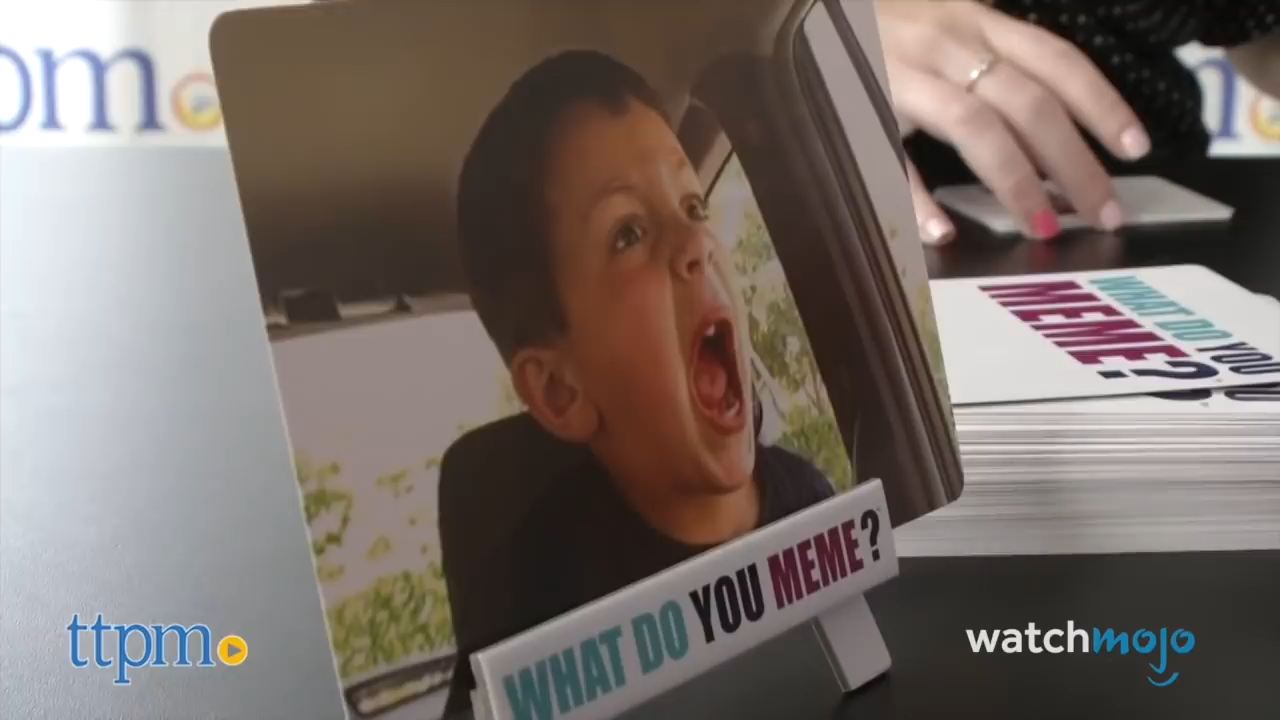 pm
m
WHAT DO YOU
MEME?
WHAT DO YOU MEME?
ttpm
watchmojo